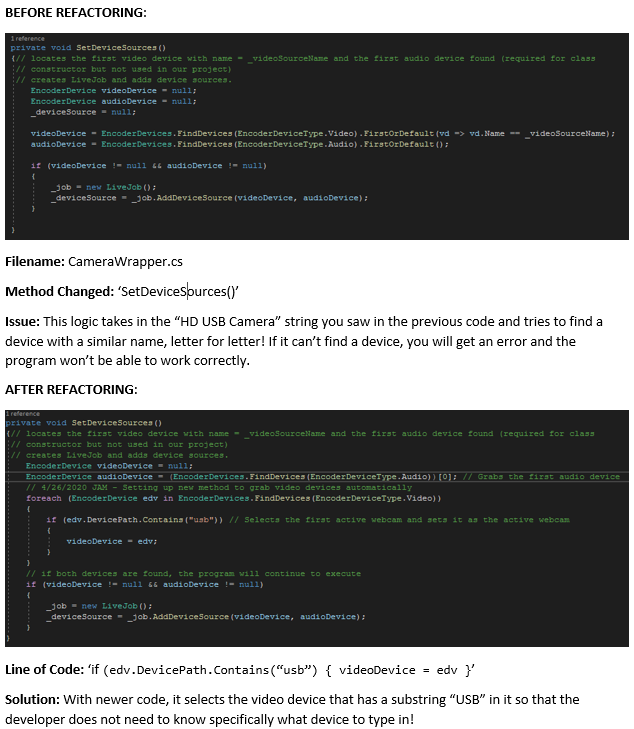 BEFORE REFACTORING:
1 reference
private void SetDeviceSources()
{// locates the first video device with name = _videoSourceName and the first audio device found (required for class
// constructor but not used in our project)
// creates LiveJob and adds device sources.
EncoderDevice videoDevice = null;
EncoderDevice audioDevice = null;
_deviceSource = null;
videoDevice = EncoderDevices.FindDevices(EncoderDeviceType.Video).FirstOrDefault(vd => vd.Name == _videoSourceName);
audioDevice = EncoderDevices.FindDevices(EncoderDeviceType.Audio).FirstOrDefault();
if (videoDevice != null && audioDevice != null)
{
_job = new LiveJob();
_deviceSource = _job.AddDeviceSource(videoDevice, audioDevice);
}
}
Filename: CameraWrapper.cs
Method Changed: ‘SetDeviceSources()’
Issue: This logic takes in the “HD USB Camera” string you saw in the previous code and tries to find a
device with a similar name, letter for letter! If it can’t find a device, you will get an error and the
program won’t be able to work correctly.
AFTER REFACTORING:
1 reference
private void SetDeviceSources()
{// locates the first video device with name = _videoSourceName and the first audio device found (required for class
// constructor but not used in our project)
// creates LiveJob and adds device sources.
EncoderDevice videoDevice = null;
EncoderDevice audioDevice = (EncoderDevices.FindDevices(EncoderDeviceType.Audio))[0]; // Grabs the first audio device
// 4/26/2020 JAM - Setting up new method to grab video devices automatically
foreach (EncoderDevice edv in EncoderDevices.FindDevices(EncoderDeviceType.Video))
{
if (edv.DevicePath.Contains("usb")) // Selects the first active webcam and sets it as the active webcam
{
videoDevice = edv;
}
}
// if both devices are found, the program will continue to execute
if (videoDevice != null && audioDevice != null)
{
_job = new LiveJob();
_deviceSource = _job.AddDeviceSource(videoDevice, audioDevice);
}
}
Line of Code: ‘if (edv.DevicePath.Contains(“usb”) { videoDevice = edv }’
Solution: With newer code, it selects the video device that has a substring “USB” in it so that the
developer does not need to know specifically what device to type in!